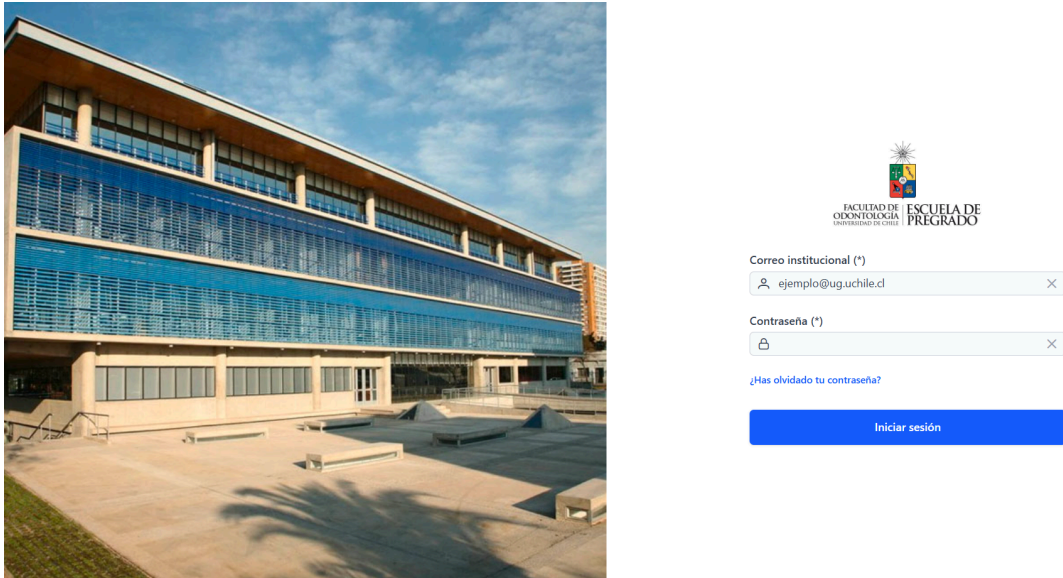 FACULTAD DE
ODONTOLOGÍA
UNIVERSIDAD DE CHILE
ESCUELA DE
PREGRADO
Correo institucional (*)
ejemplo@ug.uchile.cl
Contraseña (*)
¿Has olvidado tu contraseña?
Iniciar sesión